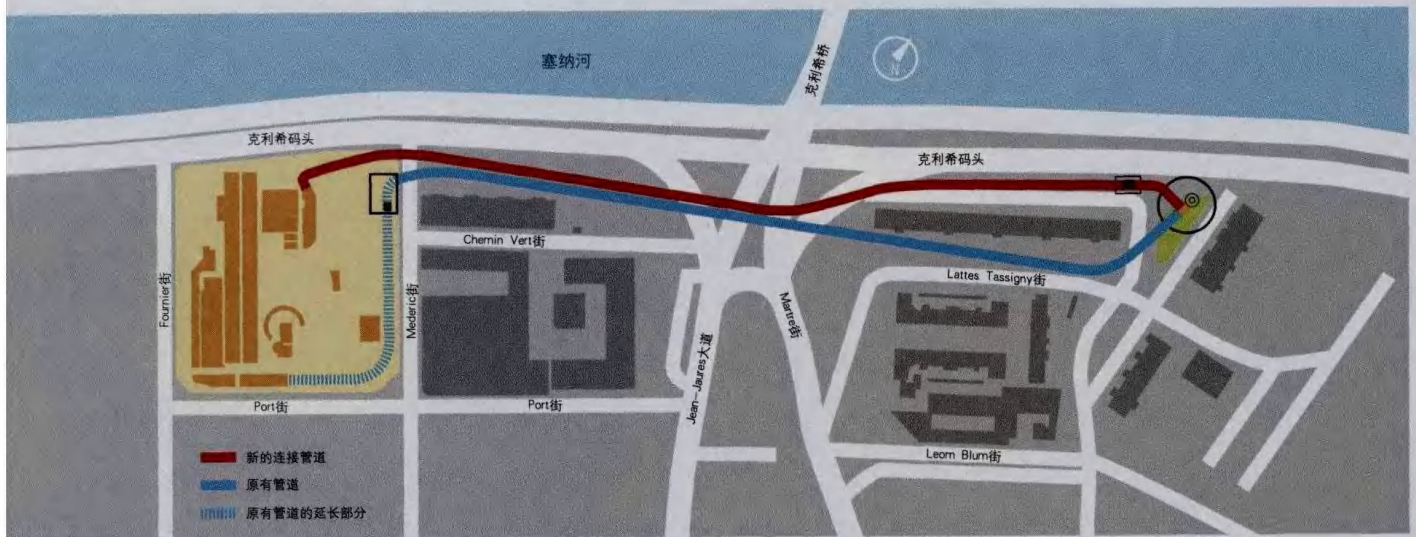 塞纳河
克利希桥
N
克利希码头
克利希码头
Chemin Vert街
Lattes Tassigny街
Fournier街
Mederic街
Martre街
Jean-Jaures大道
Port街
Port街
Leom Blum街
新的连接管道
原有管道
原有管道的延长部分